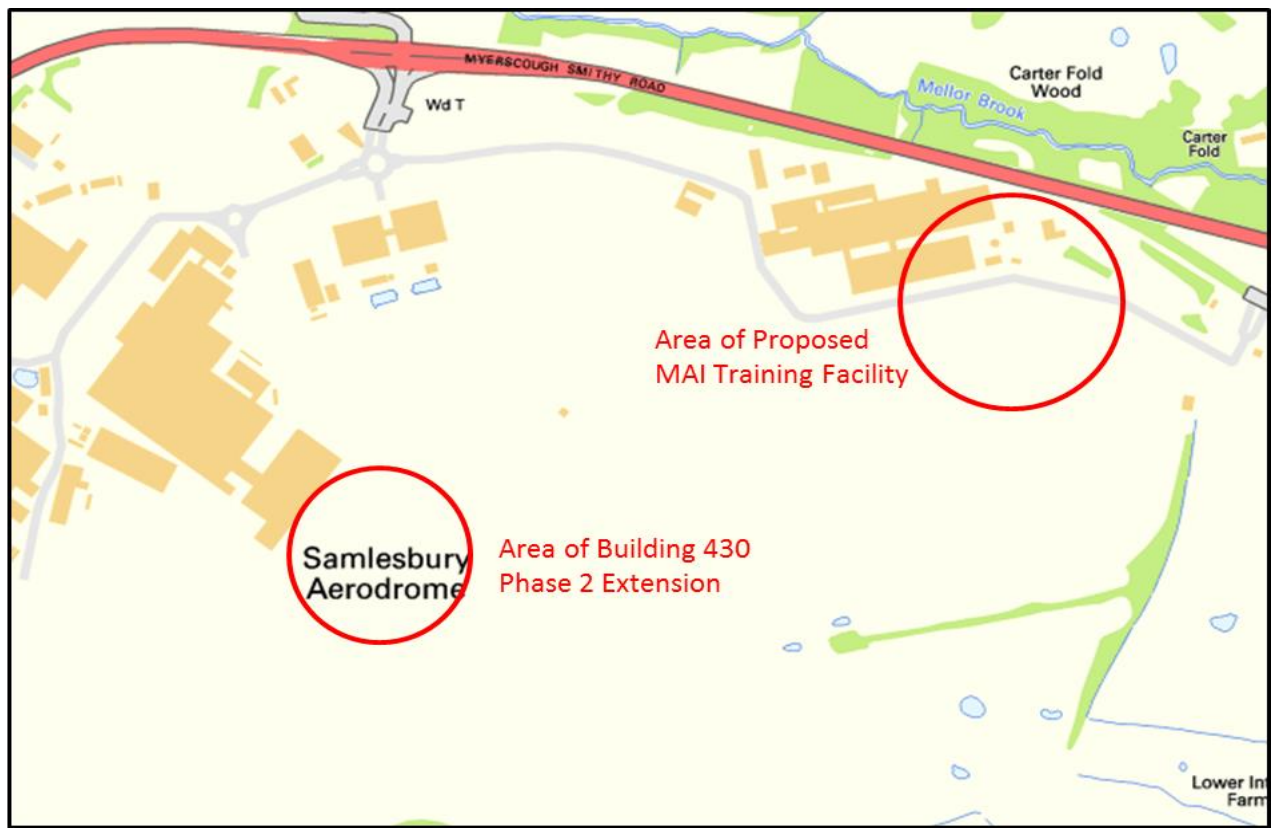 MYERSCOUGH SMITHY ROAD
Wd T
Carter Fold
Wood
Mellor Brook
Carter
Fold
Area of Proposed
MAI Training Facility
Samlesbury
Aerodrome
Area of Building 430
Phase 2 Extension
Lower Int
Farm